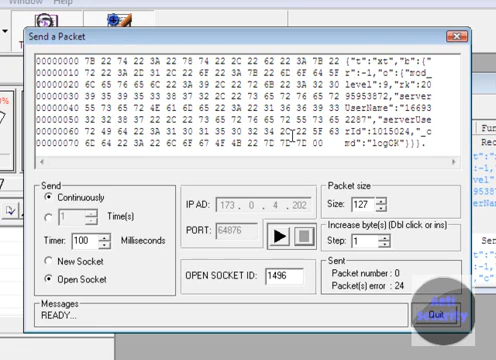 Window Help
Send a Packet
00000000 7B 22 74 22 3A 22 78 74 22 2C 22 62 22 3A 7B 22 {"t":"xt","b":{"
00000010 72 22 3A 2D 31 2C 22 6F 22 3A 7B 22 6D 6F 64 5F r":-1,"o":{"mod_
00000020 6C 65 76 65 6C 22 3A 39 2C 22 72 6B 22 3A 32 30 level":9,"rk":20
00000030 39 35 39 35 33 38 37 32 2C 22 73 65 72 76 65 72 95953872,"server
00000040 55 73 65 72 4E 61 6D 65 22 3A 22 31 36 36 39 33 UserName":"16693
00000050 32 32 38 37 22 2C 22 73 65 72 76 65 72 55 73 65 2287","serverUse
00000060 72 49 64 22 3A 31 30 31 35 30 32 34 2C 22 5F 63 rId":1015024,"_c
00000070 6D 64 22 3A 22 6C 6F 67 4F 4B 22 7D 7D 7D 00 md":"logOK"}}}.
Send
Continuously
1 Time(s)
Timer: 100 Milliseconds
New Socket
Open Socket
IP AD: 173 . 0 . 4 . 202
PORT: 64876
OPEN SOCKET ID: 1496
Packet size
Size: 127
Increase byte(s) (Dbl click or ins)
Step: 1
Sent
Packet number : 0
Packet(s) error : 24
Messages
READY...
Quit